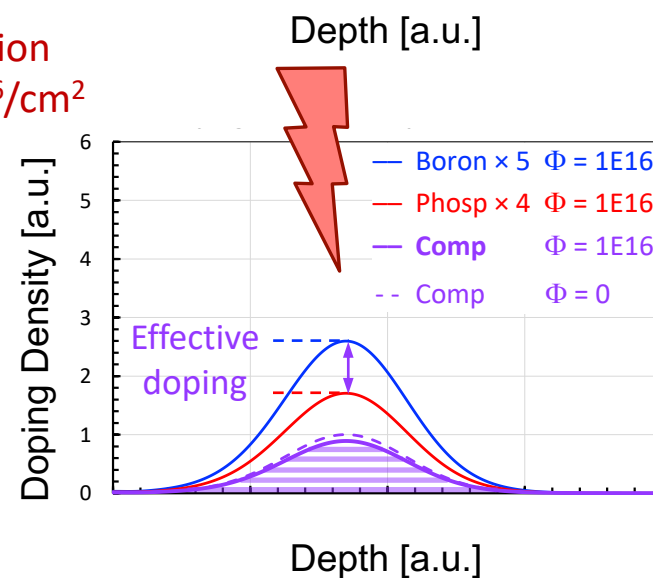 Depth [a.u.]
/cm²
6
5
4
3
2
1
0
Doping Density [a.u.]
Boron × 5 Φ = 1E16
Phosp × 4 Φ = 1E16
Comp Φ = 1E16
Comp Φ = 0
Effective
doping
Depth [a.u.]